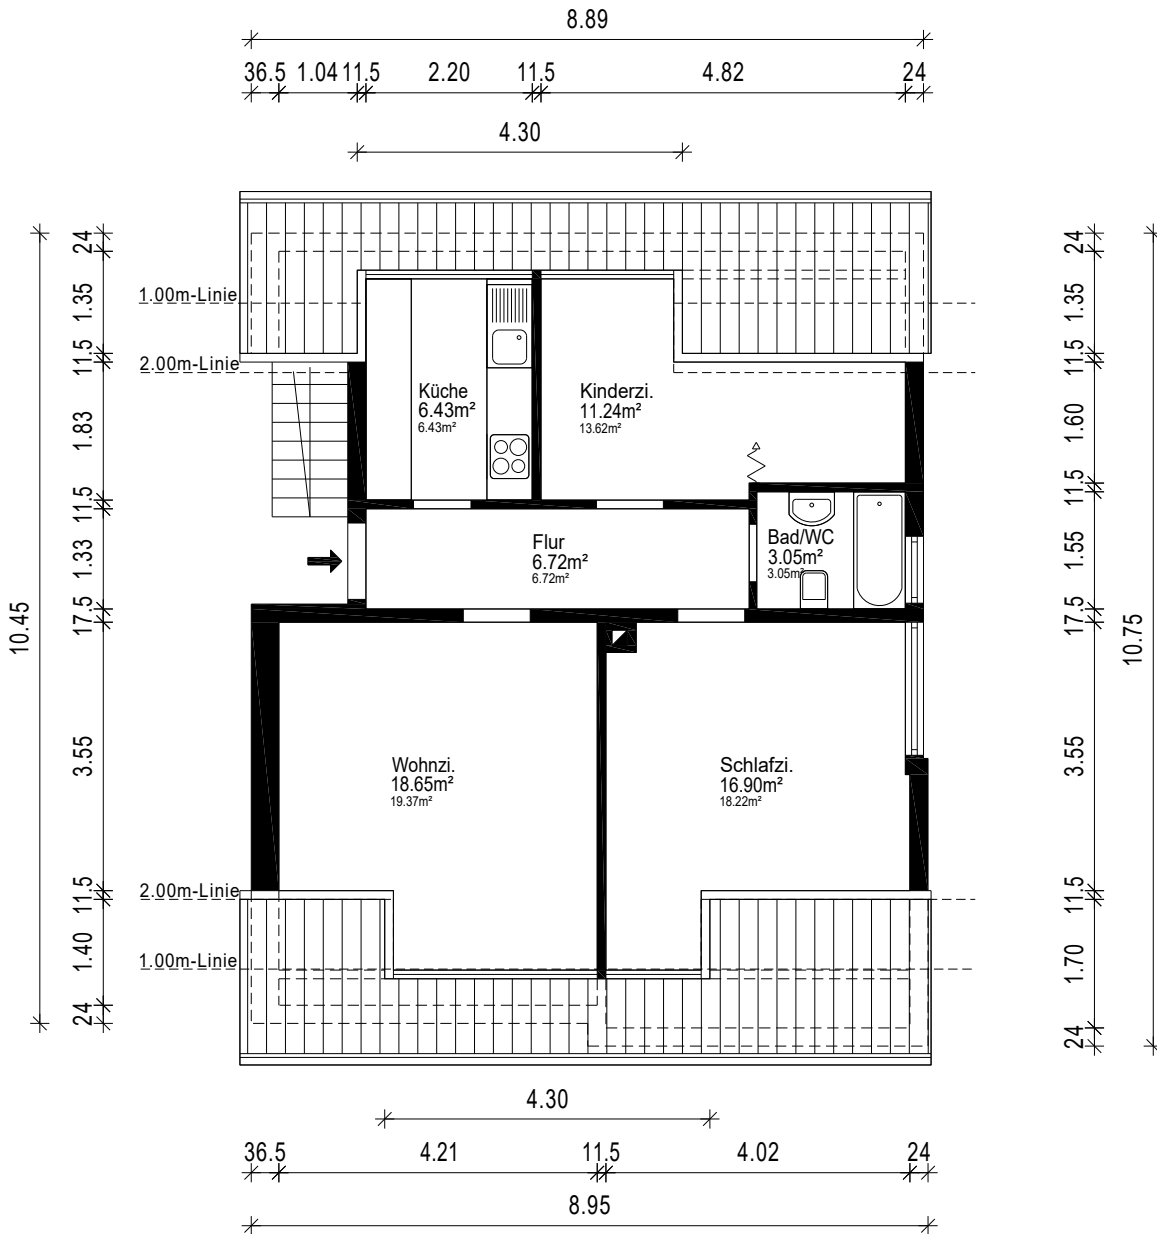 8.89
36.5 1.04 11.5 2.20 11.5 4.82 24
4.30
24
1.35
11.5
1.83
11.5
1.33
17.5
3.55
11.5
1.40
24
10.45
1.00m-Linie
2.00m-Linie
Küche
6.43m²
6.43m²
Kinderzi.
11.24m²
13.62m²
Flur
6.72m²
6.72m²
Bad/WC
3.05m²
3.05m²
Wohnzi.
18.65m²
19.37m²
Schlafzi.
16.90m²
18.22m²
2.00m-Linie
1.00m-Linie
24
1.35
11.5
1.60
11.5
1.55
17.5
3.55
11.5
1.70
24
10.75
4.30
36.5 4.21 11.5 4.02 24
8.95